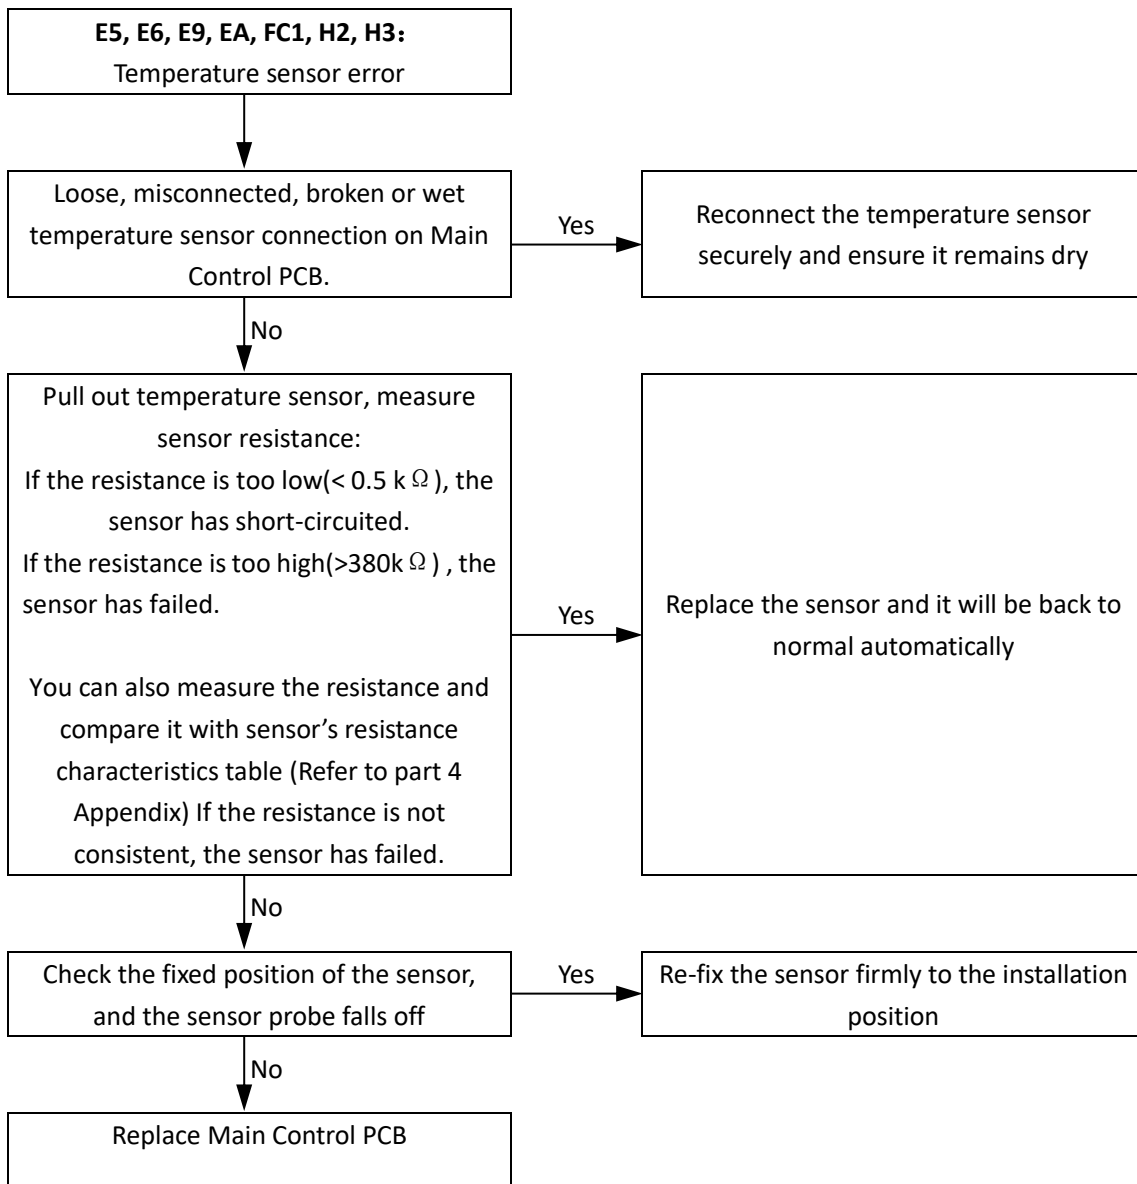 E5, E6, E9, EA, FC1, H2, H3：
Temperature sensor error
Loose, misconnected, broken or wet
temperature sensor connection on Main
Control PCB.
Yes
Reconnect the temperature sensor
securely and ensure it remains dry
No
Pull out temperature sensor, measure
sensor resistance:
If the resistance is too low(< 0.5 k Ω ), the
sensor has short-circuited.
If the resistance is too high(>380k Ω ) , the
sensor has failed.
You can also measure the resistance and
compare it with sensor’s resistance
characteristics table (Refer to part 4
Appendix) If the resistance is not
consistent, the sensor has failed.
Yes
Replace the sensor and it will be back to
normal automatically
No
Check the fixed position of the sensor,
and the sensor probe falls off
Yes
Re-fix the sensor firmly to the installation
position
No
Replace Main Control PCB